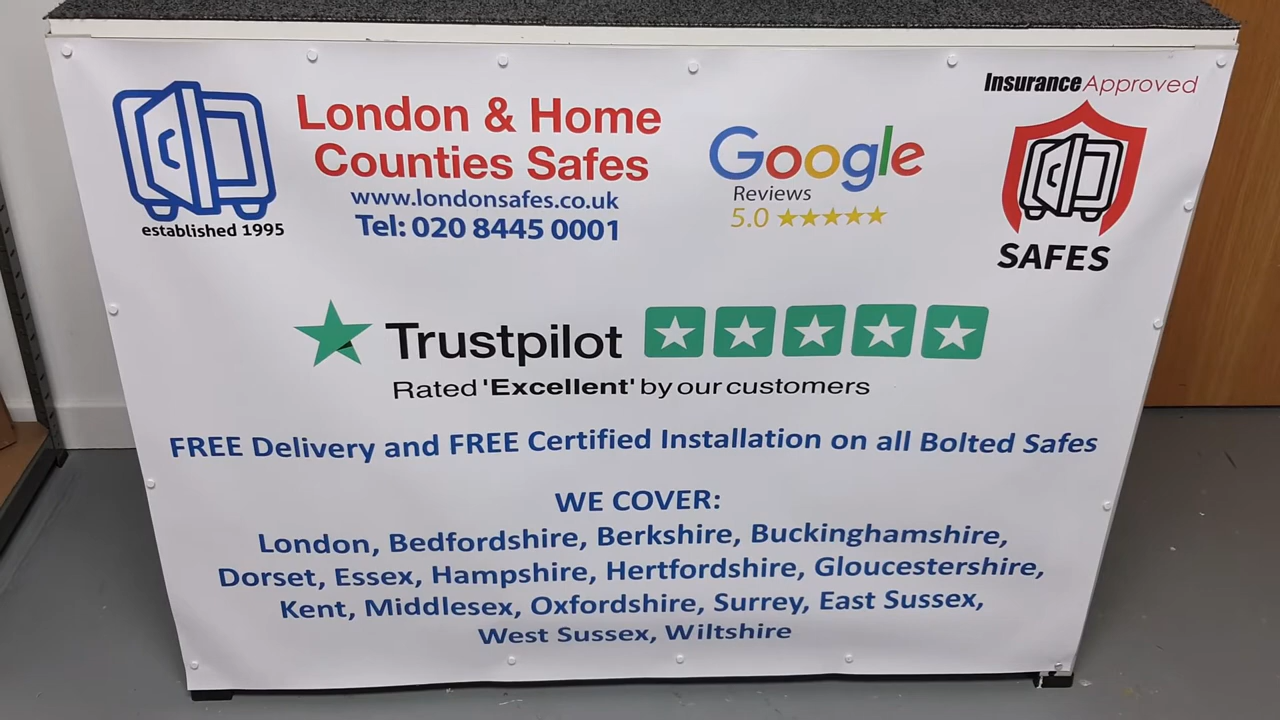 London & Home
Counties Safes
www.londonsafes.co.uk
Tel: 020 8445 0001
established 1995
Google
Reviews
5.0
Insurance Approved
SAFES
Trustpilot
Rated 'Excellent' by our customers
FREE Delivery and FREE Certified Installation on all Bolted Safes
WE COVER:
London, Bedfordshire, Berkshire, Buckinghamshire,
Dorset, Essex, Hampshire, Hertfordshire, Gloucestershire,
Kent, Middlesex, Oxfordshire, Surrey, East Sussex,
West Sussex, Wiltshire